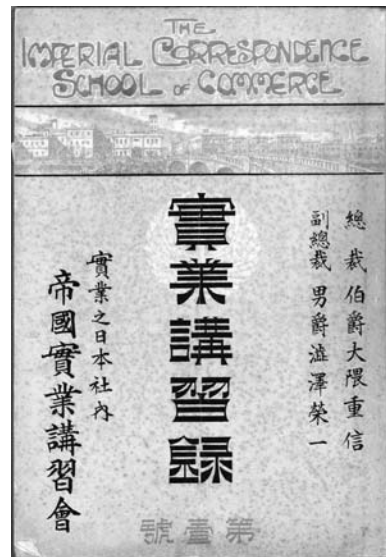 THE
IMPERIAL CORRESPONDENCE
SCHOOL OF COMMERCE
總裁 伯爵大隈重信
副總裁 男爵澁澤榮一
實業講習錄
實業之日本社內
帝國實業講習會
號壹第